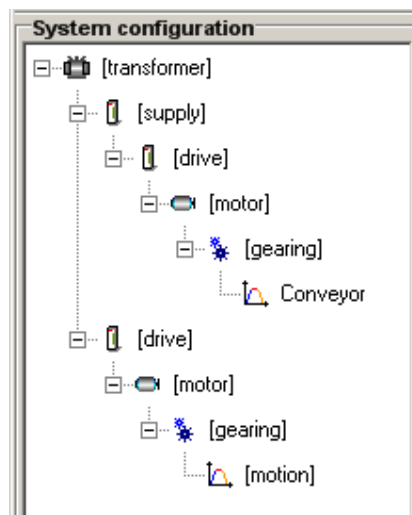 System configuration
[transformer]
[supply]
[drive]
[motor]
[gearing]
Conveyor
[drive]
[motor]
[gearing]
[motion]